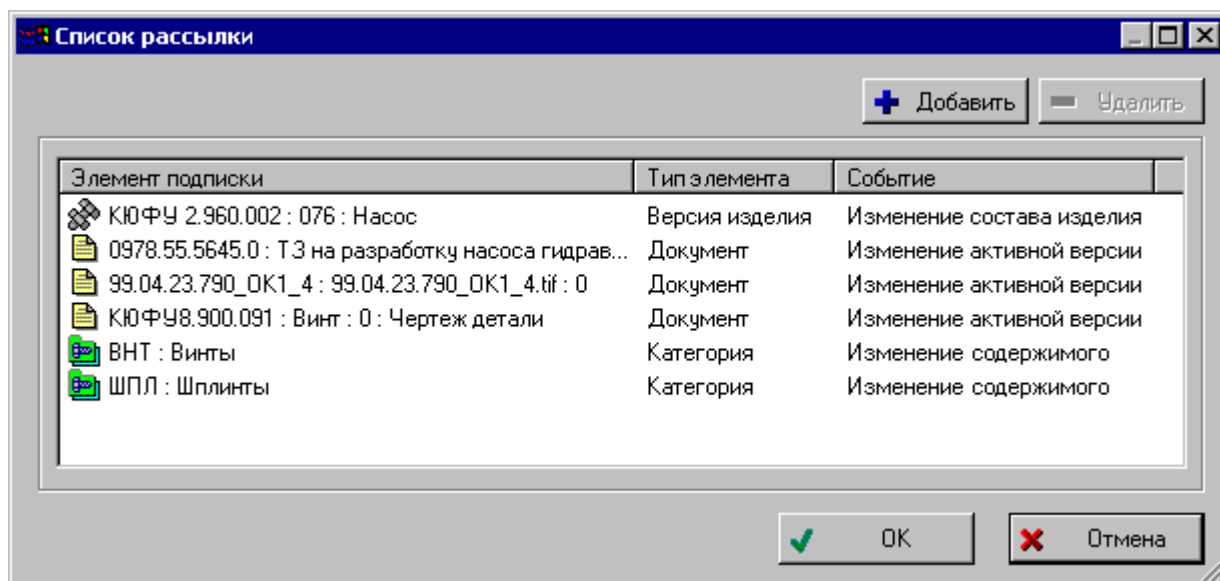 Список рассылки
Добавить Удалить
Элемент подписки Тип элемента Событие
КЮФУ 2.960.002 : 076 : Насос Версия изделия Изменение состава изделия
0978.55.5645.0 : ТЗ на разработку насоса гидрав... Документ Изменение активной версии
99.04.23.790_OK1_4 : 99.04.23.790_OK1_4.tif : 0 Документ Изменение активной версии
КЮФУ8.900.091 : Винт : 0 : Чертеж детали Документ Изменение активной версии
ВНТ : Винты Категория Изменение содержимого
ШПЛ : Шплинты Категория Изменение содержимого
OK Отмена